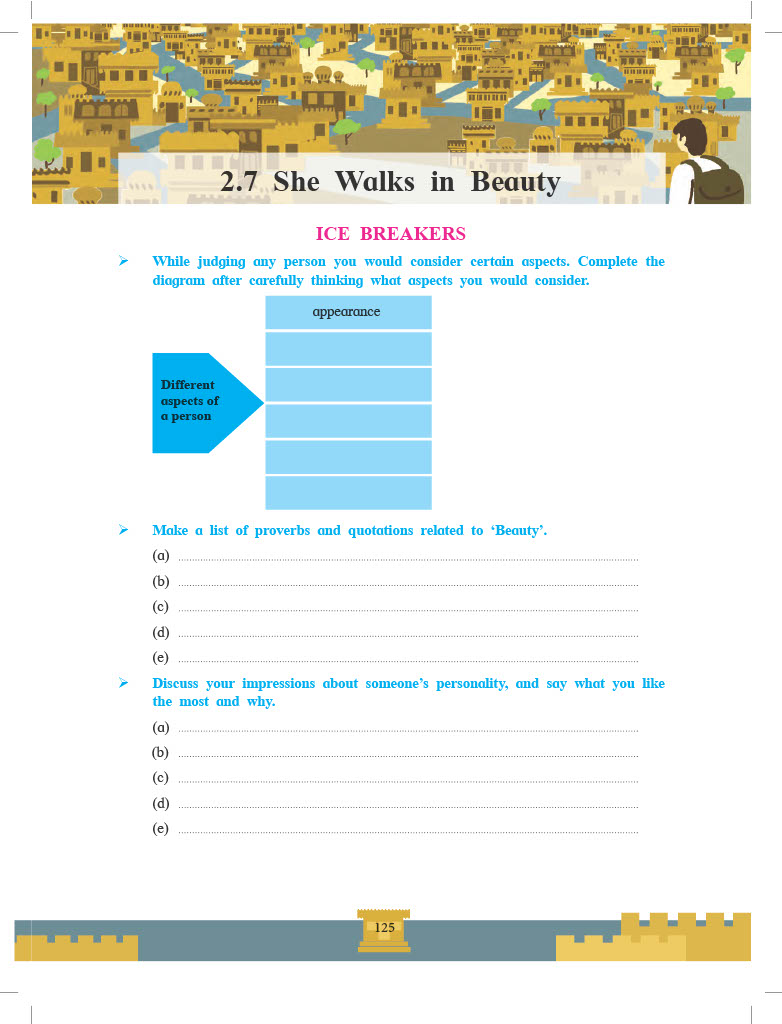 2.7 She Walks in Beauty
ICE BREAKERS
➢ While judging any person you would consider certain aspects. Complete the
diagram after carefully thinking what aspects you would consider.
appearance
Different
aspects of
a person
➢ Make a list of proverbs and quotations related to ‘Beauty’.
(a) ........................................................................
(b) ........................................................................
(c) ........................................................................
(d) ........................................................................
(e) ........................................................................
➢ Discuss your impressions about someone’s personality, and say what you like
the most and why.
(a) ........................................................................
(b) ........................................................................
(c) ........................................................................
(d) ........................................................................
(e) ........................................................................
125